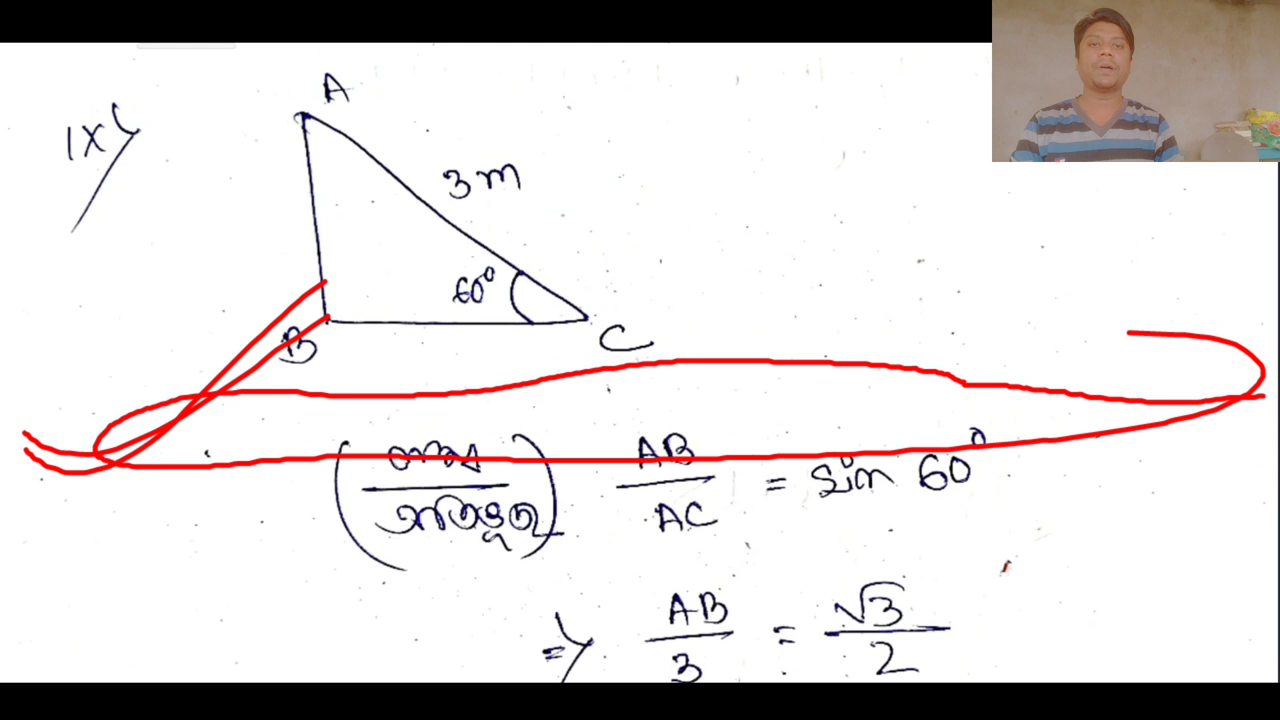 1X
A
3m
60°
B
C
(ଲମ୍ବ / ଅତିଭୁଜ) AB / AC = sin 60°
=> AB / 3 = √3 / 2